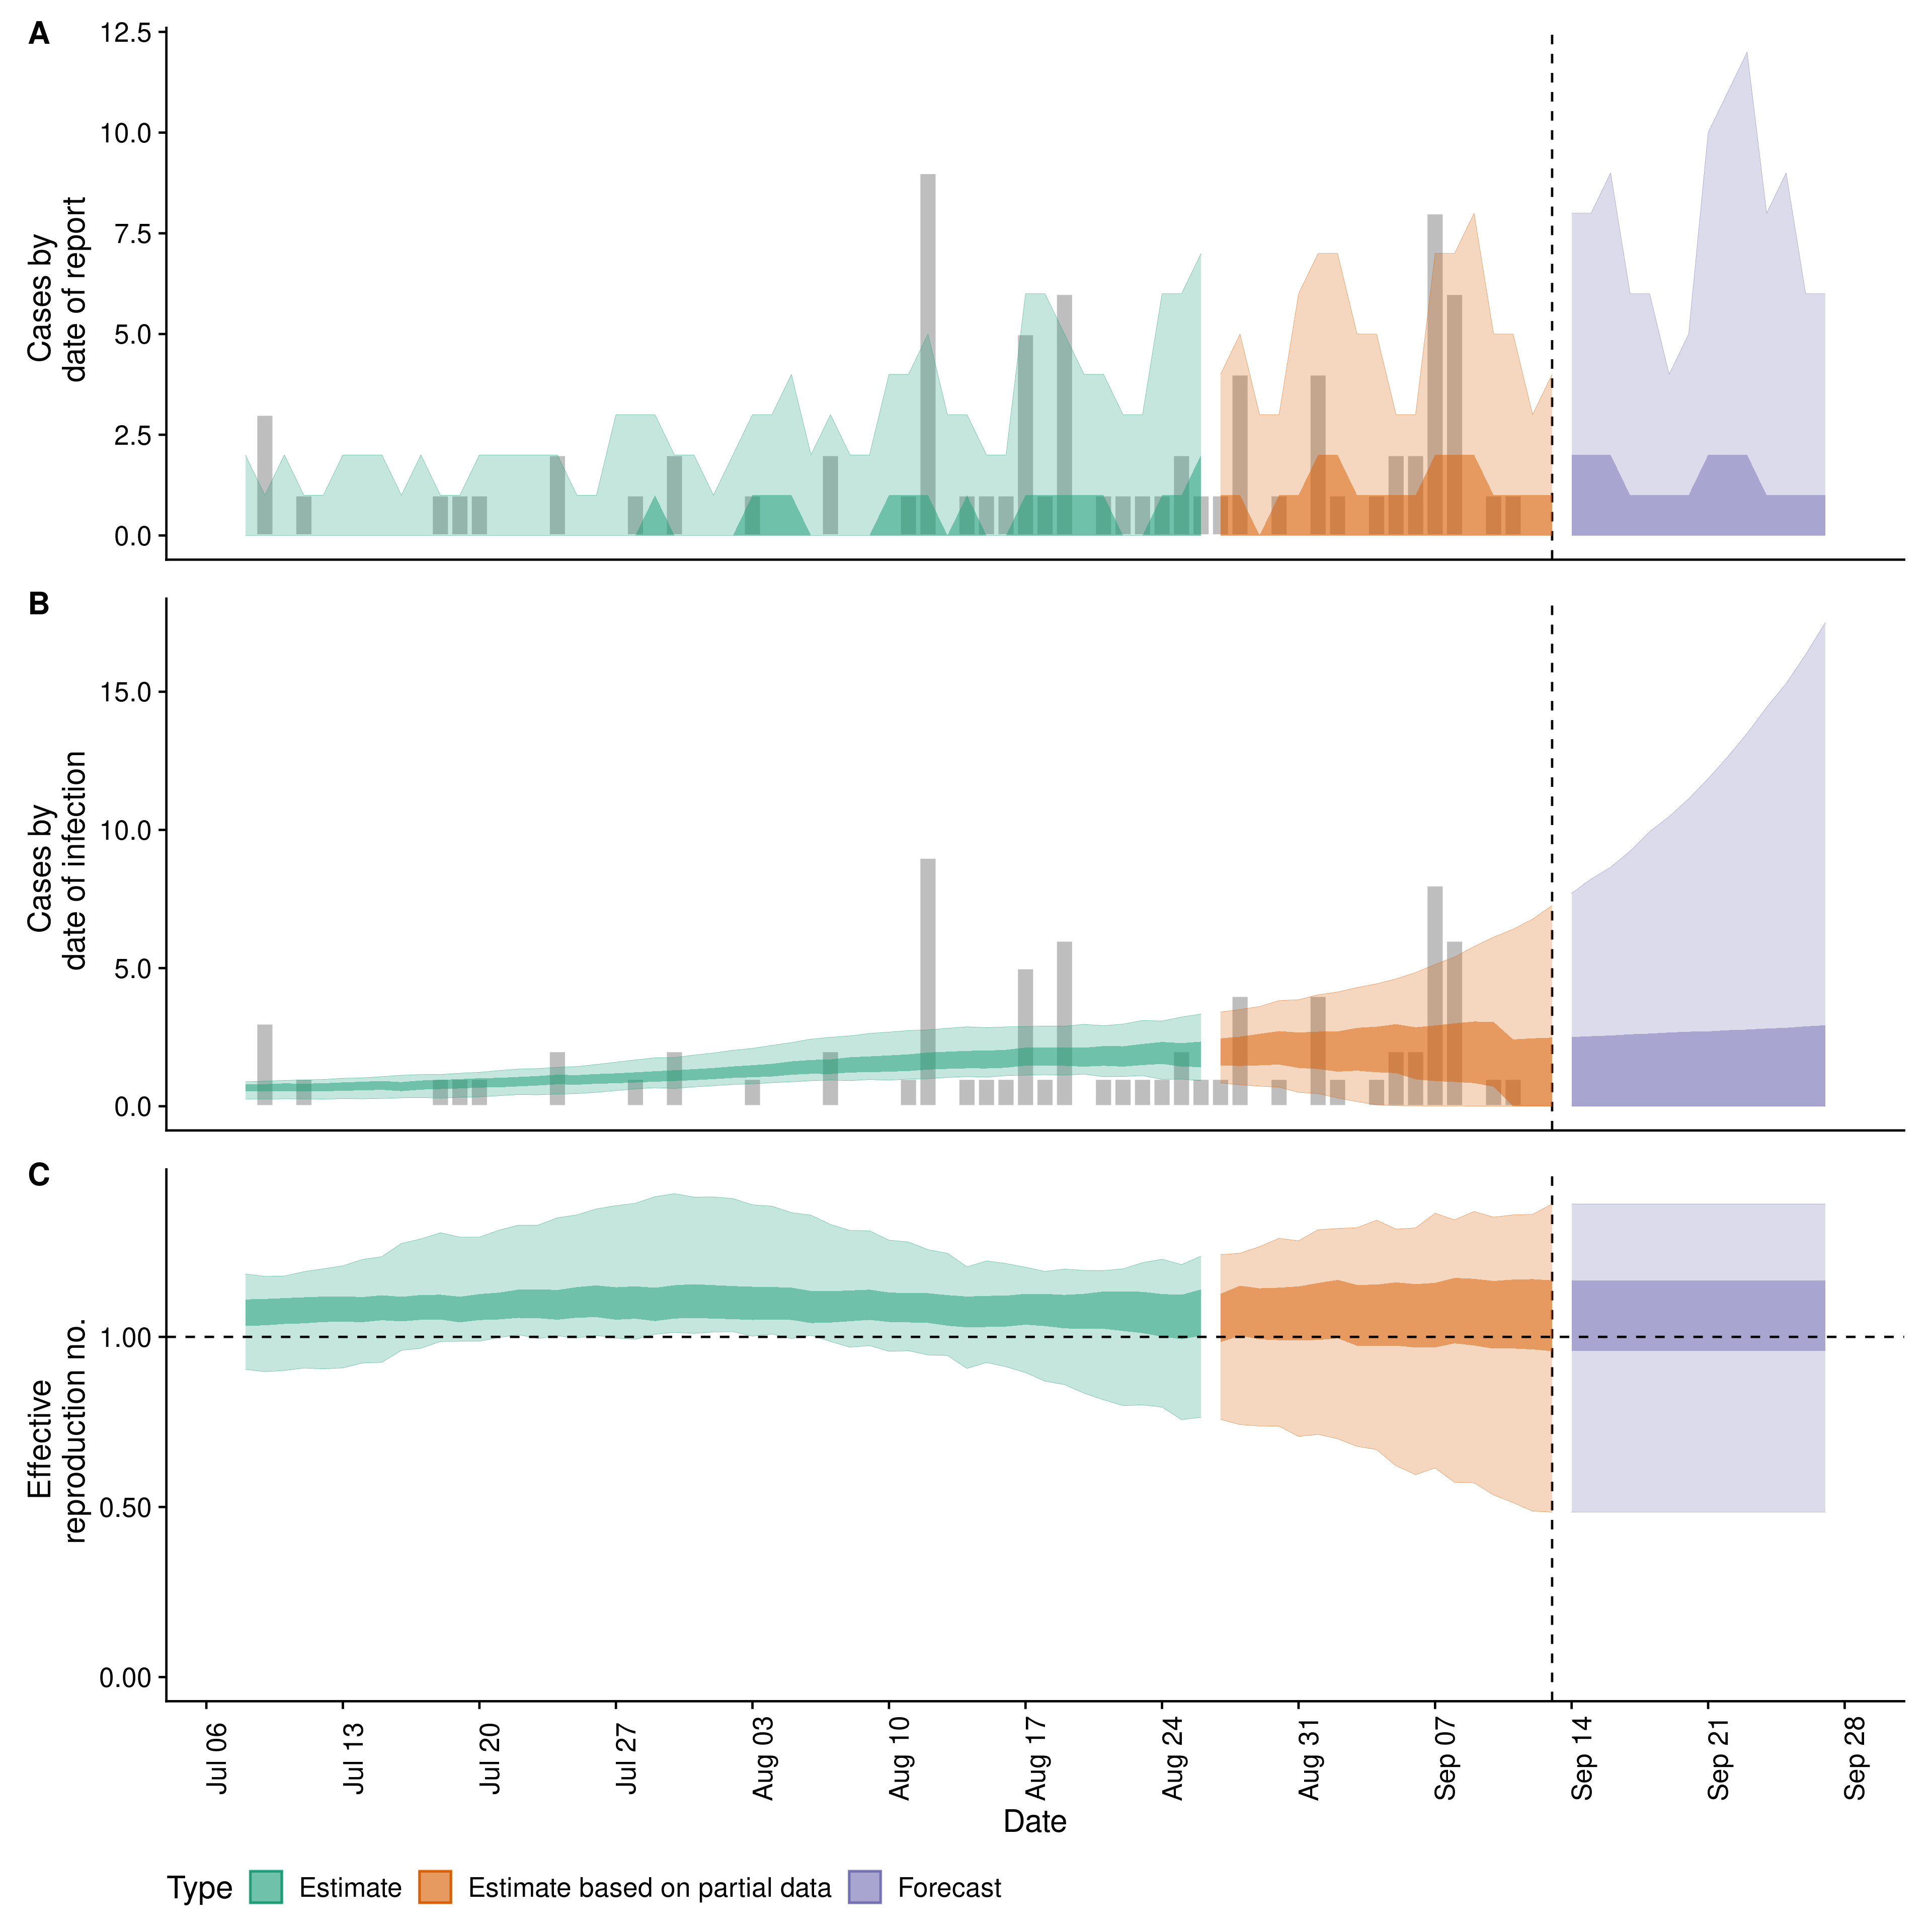 A
Cases by
date of report
12.5
10.0
7.5
5.0
2.5
0.0
B
Cases by
date of infection
15.0
10.0
5.0
0.0
C
Effective
reproduction no.
1.00
0.50
0.00
Jul 06
Jul 13
Jul 20
Jul 27
Aug 03
Aug 10
Aug 17
Aug 24
Aug 31
Sep 07
Sep 14
Sep 21
Sep 28
Date
Type
Estimate
Estimate based on partial data
Forecast